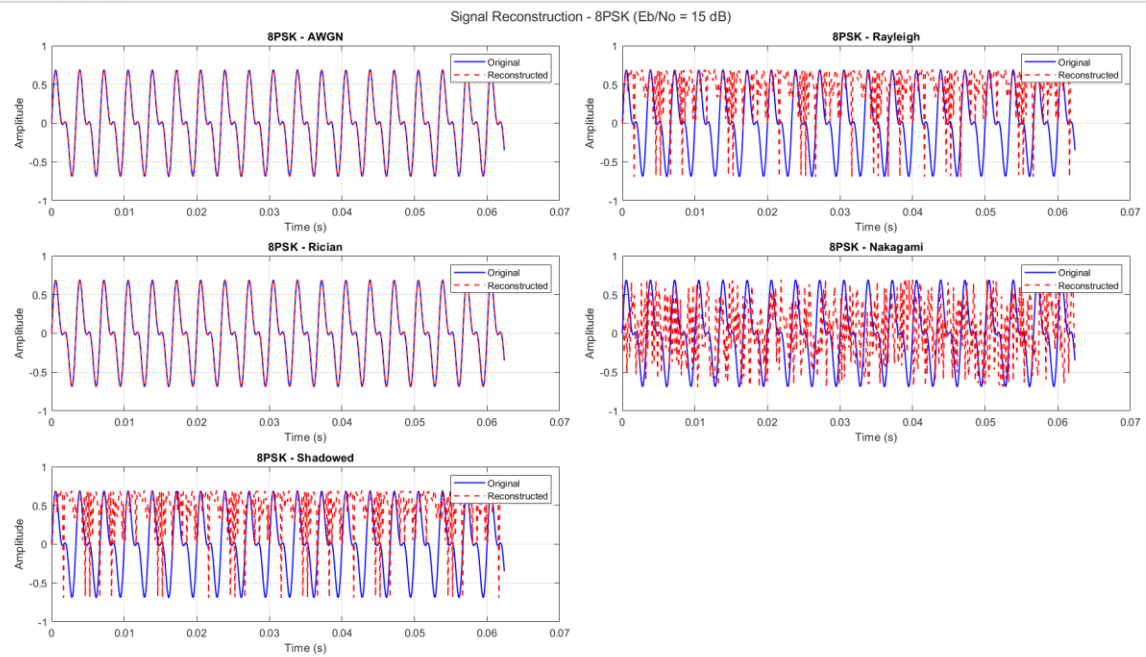 Signal Reconstruction - 8PSK (Eb/No = 15 dB)
8PSK - AWGN
1
0.5
0
-0.5
-1
Amplitude
Original
Reconstructed
0 0.01 0.02 0.03 0.04 0.05 0.06 0.07
Time (s)
8PSK - Rayleigh
1
0.5
0
-0.5
-1
Amplitude
Original
Reconstructed
0 0.01 0.02 0.03 0.04 0.05 0.06 0.07
Time (s)
8PSK - Rician
1
0.5
0
-0.5
-1
Amplitude
Original
Reconstructed
0 0.01 0.02 0.03 0.04 0.05 0.06 0.07
Time (s)
8PSK - Nakagami
1
0.5
0
-0.5
-1
Amplitude
Original
Reconstructed
0 0.01 0.02 0.03 0.04 0.05 0.06 0.07
Time (s)
8PSK - Shadowed
1
0.5
0
-0.5
-1
Amplitude
Original
Reconstructed
0 0.01 0.02 0.03 0.04 0.05 0.06 0.07
Time (s)